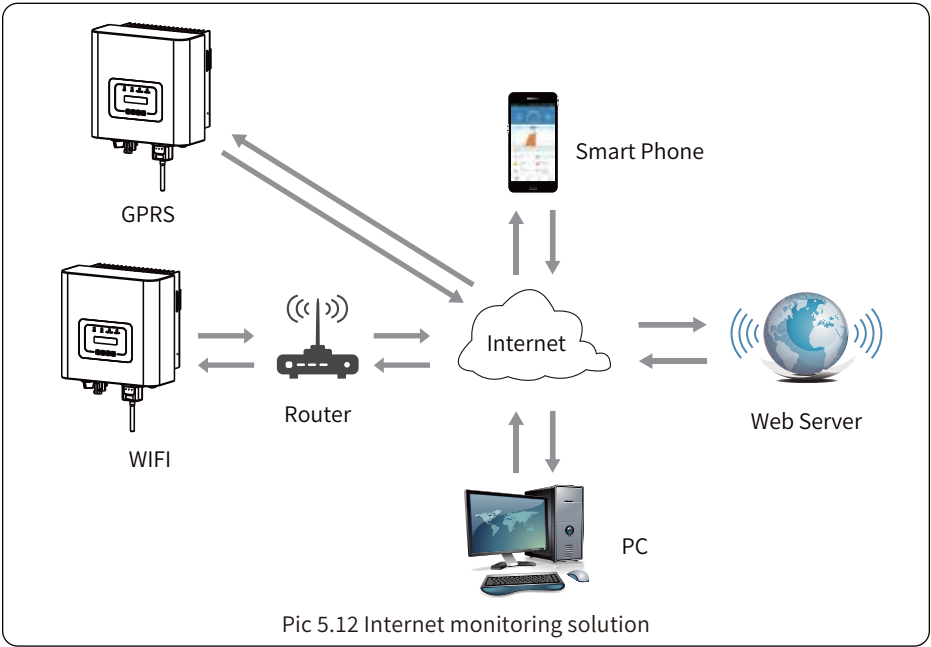 GPRS
Smart Phone
Internet
Router
Web Server
WIFI
PC
Pic 5.12 Internet monitoring solution